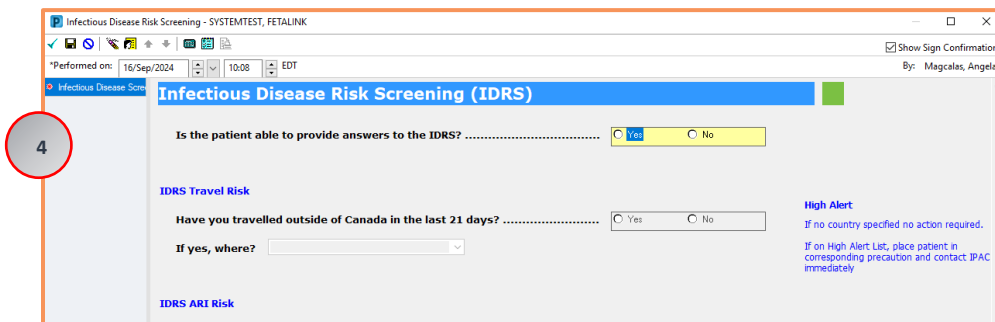 P Infectious Disease Risk Screening - SYSTEMTEST, FETALINK
Show Sign Confirmation
*Performed on: 16/Sep/2024 10:08 EDT By: Magcalas, Angela
Infectious Disease Scre
Infectious Disease Risk Screening (IDRS)
4
Is the patient able to provide answers to the IDRS? .................................. Yes No
IDRS Travel Risk
Have you travelled outside of Canada in the last 21 days? ........................ Yes No
If yes, where?
High Alert
If no country specified no action required.
If on High Alert List, place patient in
corresponding precaution and contact IPAC
immediately
IDRS ARI Risk